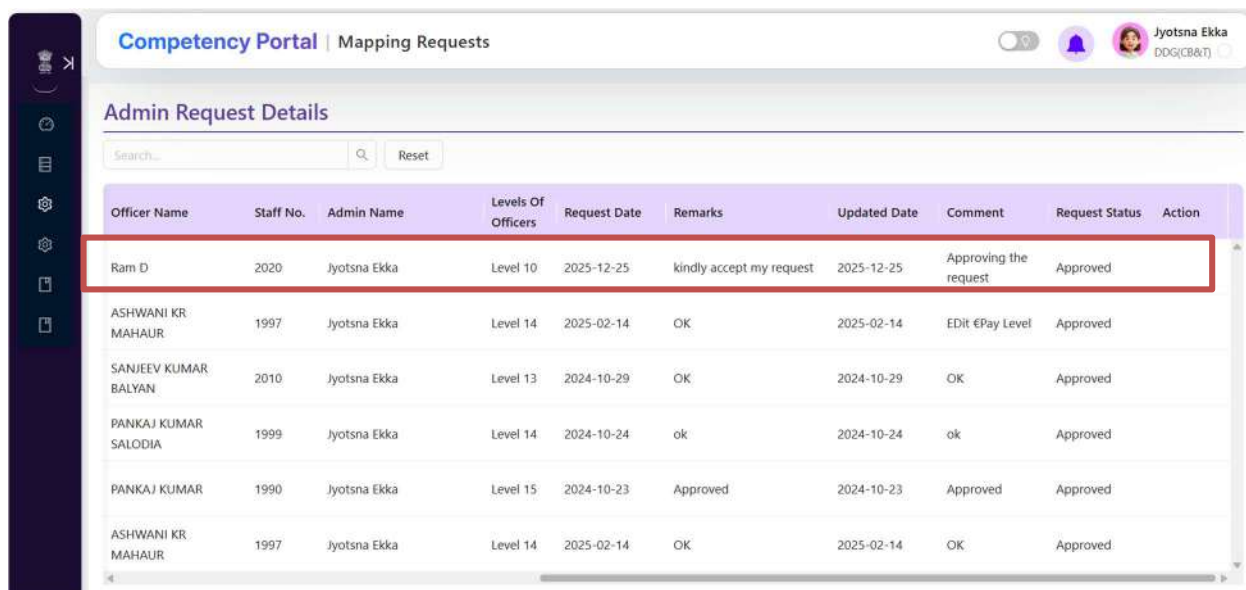 Competency Portal | Mapping Requests
Jyotsna Ekka
DDG(CB&T)
Admin Request Details
Search...
Reset
Officer Name Staff No. Admin Name Levels Of Officers Request Date Remarks Updated Date Comment Request Status Action
Ram D 2020 Jyotsna Ekka Level 10 2025-12-25 kindly accept my request 2025-12-25 Approving the request Approved
ASHWANI KR MAHAUR 1997 Jyotsna Ekka Level 14 2025-02-14 OK 2025-02-14 EDit €Pay Level Approved
SANJEEV KUMAR BALYAN 2010 Jyotsna Ekka Level 13 2024-10-29 OK 2024-10-29 OK Approved
PANKAJ KUMAR SALODIA 1999 Jyotsna Ekka Level 14 2024-10-24 ok 2024-10-24 ok Approved
PANKAJ KUMAR 1990 Jyotsna Ekka Level 15 2024-10-23 Approved 2024-10-23 Approved Approved
ASHWANI KR MAHAUR 1997 Jyotsna Ekka Level 14 2025-02-14 OK 2025-02-14 OK Approved